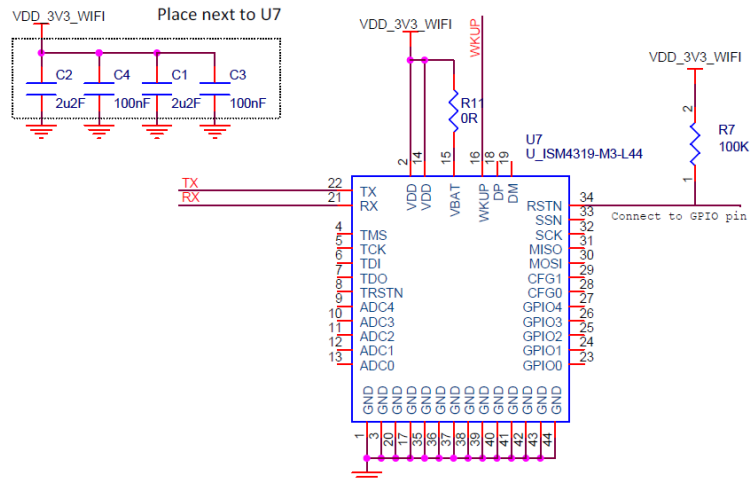 VDD_3V3_WIFI
Place next to U7
C2
2u2F
C4
100nF
C1
2u2F
C3
100nF
VDD_3V3_WIFI
WKUP
R11
0R
VDD_3V3_WIFI
2
R7
100K
1
U7
U_ISM4319-M3-L44
2
14
15
16
18
19
TX
22
TX
RX
21
RX
VDD
VDD
VBAT
WKUP
DP
DM
RSTN
34
Connect to GPIO pin
SSN
33
4
TMS
SCK
32
5
TCK
MISO
31
6
TDI
MOSI
30
7
TDO
CFG1
29
8
TRSTN
CFG0
28
9
ADC4
GPIO4
27
10
ADC3
GPIO3
26
11
ADC2
GPIO2
25
12
ADC1
GPIO1
24
13
ADC0
GPIO0
23
GND
GND
GND
GND
GND
GND
GND
GND
GND
GND
GND
GND
GND
GND
1
3
20
17
35
36
37
38
39
40
41
42
43
44